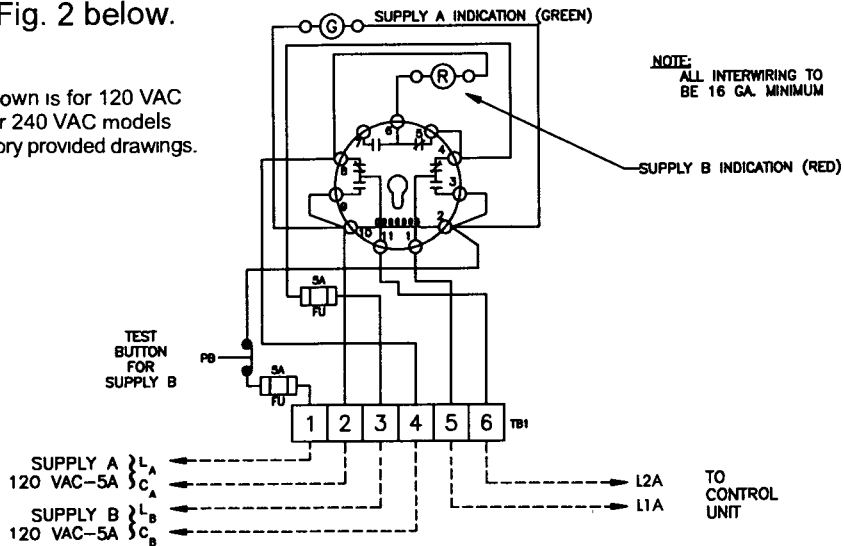 Fig. 2 below.
own is for 120 VAC
r 240 VAC models
ory provided drawings.
SUPPLY A INDICATION (GREEN)
G
R
NOTE:
ALL INTERWIRING TO
BE 16 GA. MINIMUM
SUPPLY B INDICATION (RED)
6
7
5
8
4
9
3
10
2
11
1
5A
FU
TEST
BUTTON
FOR
SUPPLY B
PB
5A
FU
1 2 3 4 5 6 TB1
SUPPLY A LA
120 VAC-5A CA
SUPPLY B LB
120 VAC-5A CB
L2A
L1A
TO
CONTROL
UNIT